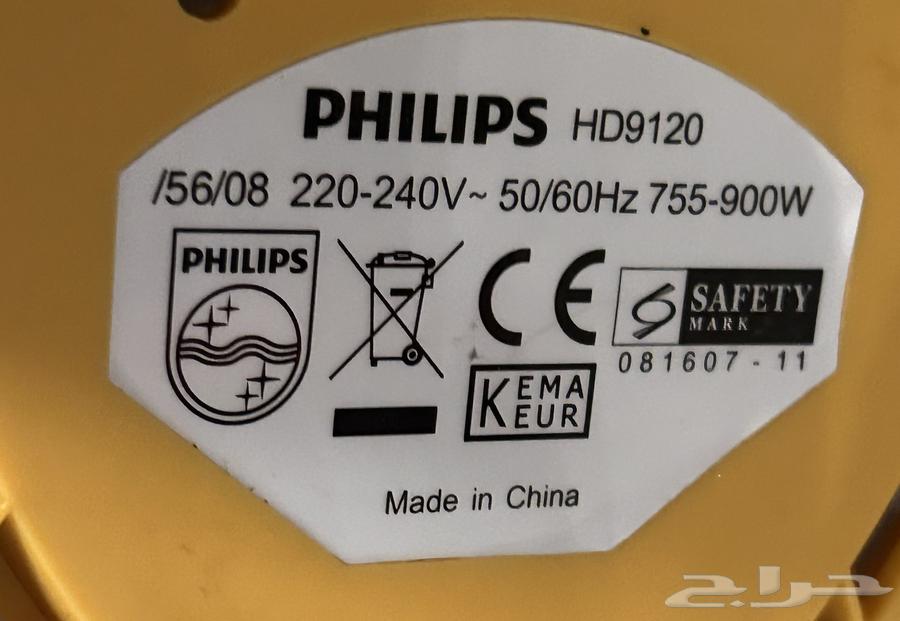 PHILIPS HD9120
/56/08 220-240V~ 50/60Hz 755-900W
PHILIPS
CE
S SAFETY
MARK
081607-11
KEMA
EUR
Made in China
حراج